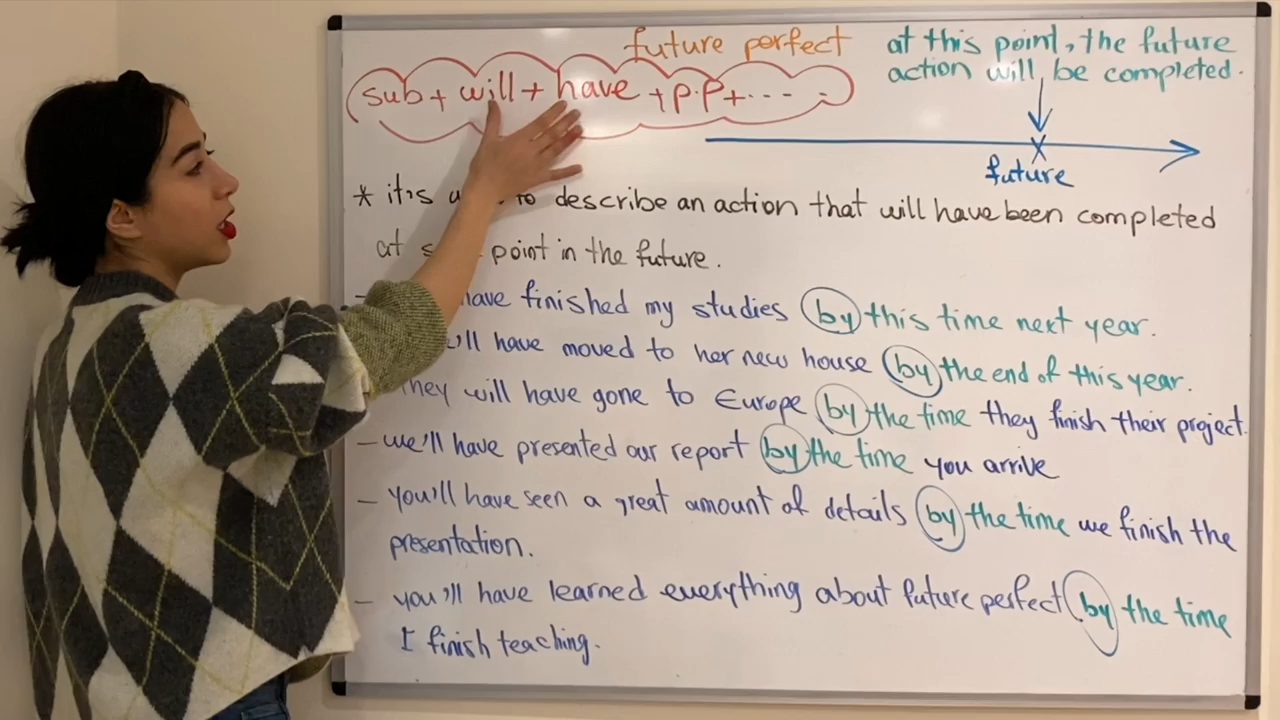 future perfect
at this point, the future
action will be completed.
sub + will + have + p.p + ... .
future
* it's to describe an action that will have been completed
at point in the future.
have finished my studies by this time next year.
'll have moved to her new house by the end of this year.
They will have gone to Europe by the time they finish their project.
- we'll have presented our report by the time you arrive
- you'll have seen a great amount of details by the time we finish the
presentation.
- you'll have learned everything about future perfect by the time
I finish teaching.